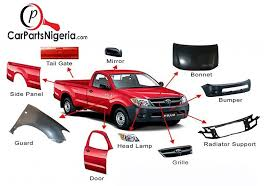 CarPartsNigeria.com
Tail Gate
Mirror
Bonnet
Side Panel
Bumper
Guard
Head Lamp
Radiator Support
Door
Grille